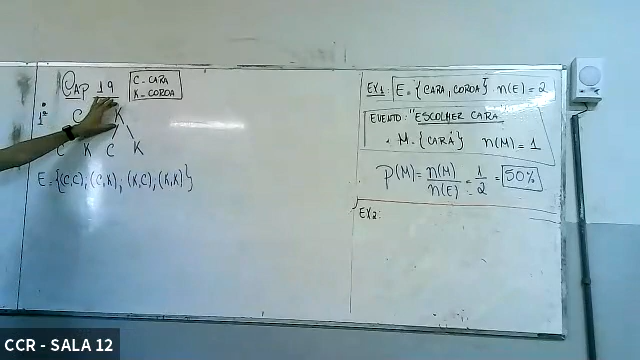 CAP 19
C - CARA
K - COROA
1º
C K
C K C K
E = {(C,C); (C,K); (K,C); (K,K)}
EX1: E = {CARA, COROA} n(E) = 2
EVENTO: "ESCOLHER CARA"
M = {CARA} n(M) = 1
P(M) = n(M)/n(E) = 1/2 = 50%
EX2:
CCR - SALA 12